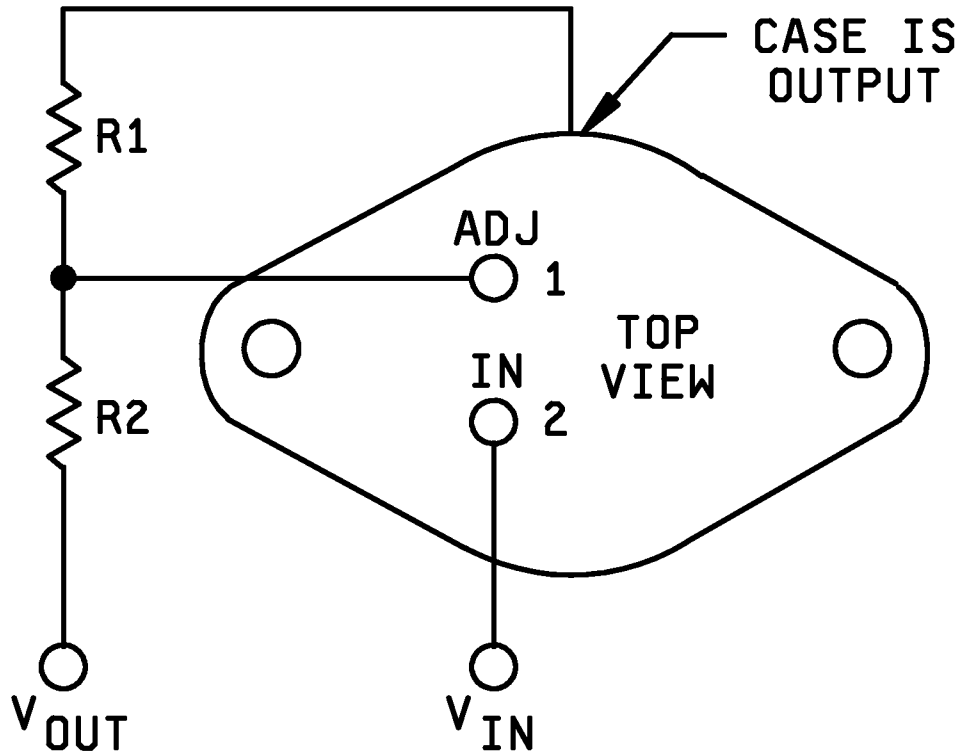 CASE IS
OUTPUT
R1
ADJ
1
TOP
VIEW
IN
2
R2
VOUT
VIN